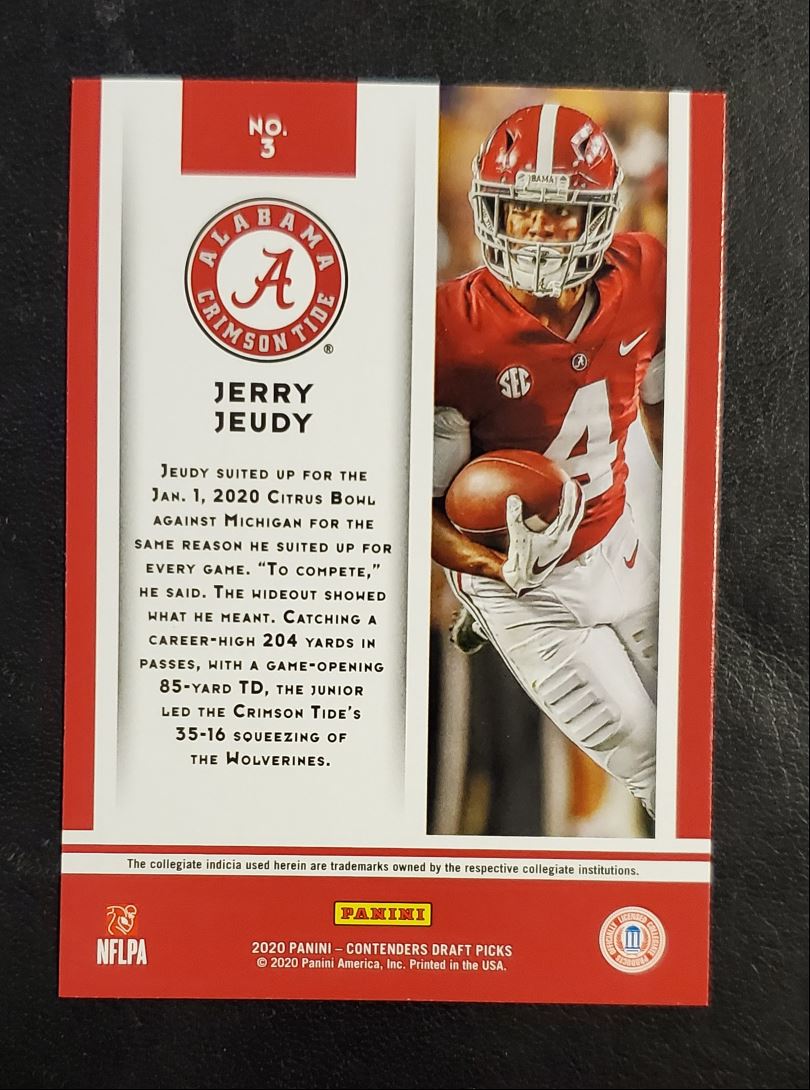 NO.
3
ALABAMA
CRIMSON TIDE
A
®
JERRY
JEUDY
JEUDY SUITED UP FOR THE
JAN. 1, 2020 CITRUS BOWL
AGAINST MICHIGAN FOR THE
SAME REASON HE SUITED UP FOR
EVERY GAME. “TO COMPETE,”
HE SAID. THE WIDEOUT SHOWED
WHAT HE MEANT. CATCHING A
CAREER-HIGH 204 YARDS IN
PASSES, WITH A GAME-OPENING
85-YARD TD, THE JUNIOR
LED THE CRIMSON TIDE’S
35-16 SQUEEZING OF
THE WOLVERINES.
BAMA
SEC
A
4
The collegiate indicia used herein are trademarks owned by the respective collegiate institutions.
NFLPA
PANINI
2020 PANINI – CONTENDERS DRAFT PICKS
© 2020 Panini America, Inc. Printed in the USA.
OFFICIALLY LICENSED COLLEGIATE PRODUCTS